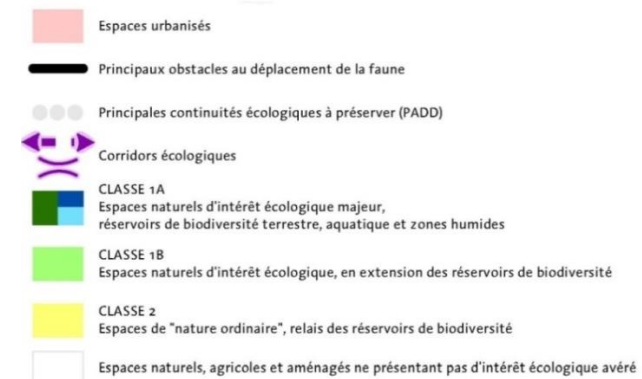 Espaces urbanisés
Principaux obstacles au déplacement de la faune
Principales continuités écologiques à préserver (PADD)
Corridors écologiques
CLASSE 1A
Espaces naturels d'intérêt écologique majeur,
réservoirs de biodiversité terrestre, aquatique et zones humides
CLASSE 1B
Espaces naturels d'intérêt écologique, en extension des réservoirs de biodiversité
CLASSE 2
Espaces de "nature ordinaire", relais des réservoirs de biodiversité
Espaces naturels, agricoles et aménagés ne présentant pas d'intérêt écologique avéré